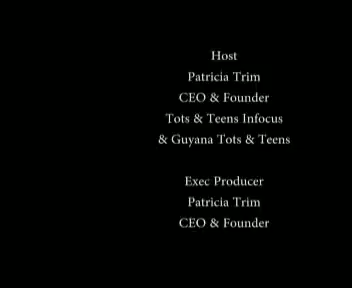 Host
Patricia Trim
CEO & Founder
Tots & Teens Infocus
& Guyana Tots & Teens
Exec Producer
Patricia Trim
CEO & Founder